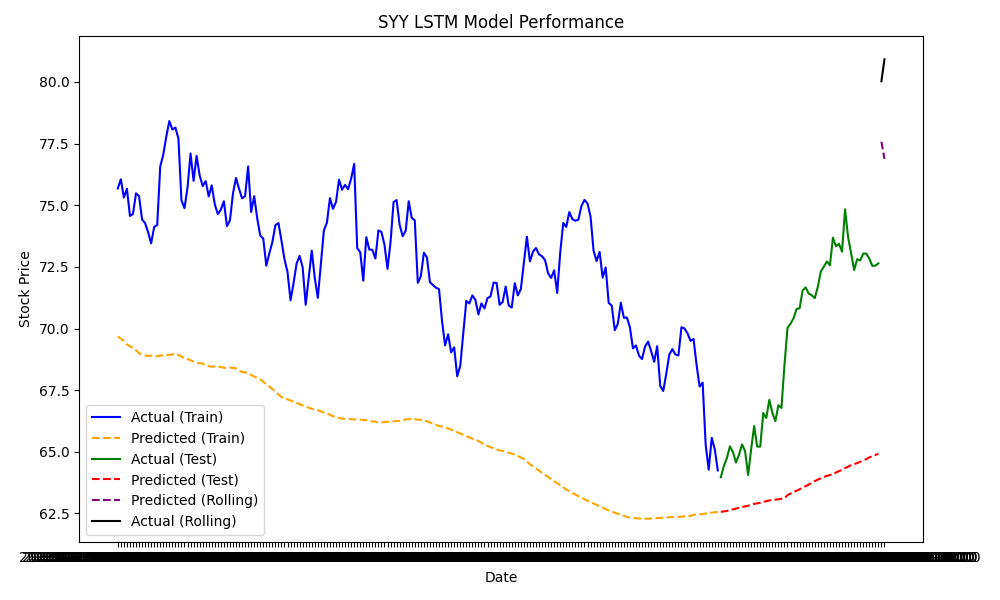 SYY LSTM Model Performance
Stock Price
80.0
77.5
75.0
72.5
70.0
67.5
65.0
62.5
Actual (Train)
Predicted (Train)
Actual (Test)
Predicted (Test)
Predicted (Rolling)
Actual (Rolling)
Date